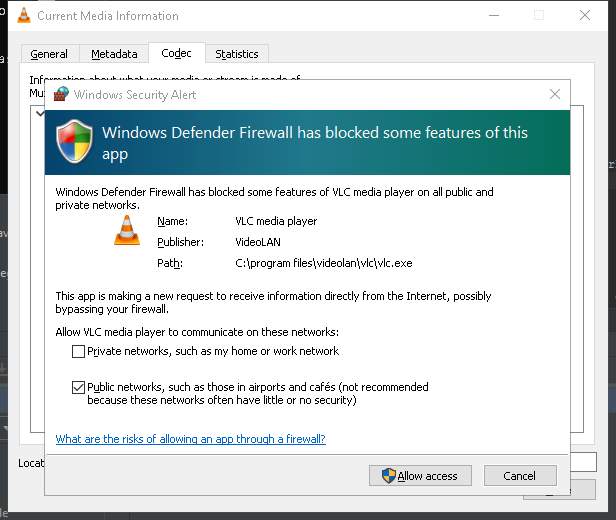 Current Media Information
General
Metadata
Codec
Statistics
Information about what your media or stream is made of.
Windows Security Alert
Windows Defender Firewall has blocked some features of this
app
Windows Defender Firewall has blocked some features of VLC media player on all public and
private networks.
Name: VLC media player
Publisher: VideoLAN
Path: C:\program files\videolan\vlc\vlc.exe
This app is making a new request to receive information directly from the Internet, possibly
bypassing your firewall.
Allow VLC media player to communicate on these networks:
Private networks, such as my home or work network
Public networks, such as those in airports and cafés (not recommended
because these networks often have little or no security)
What are the risks of allowing an app through a firewall?
Locat
Allow access
Cancel